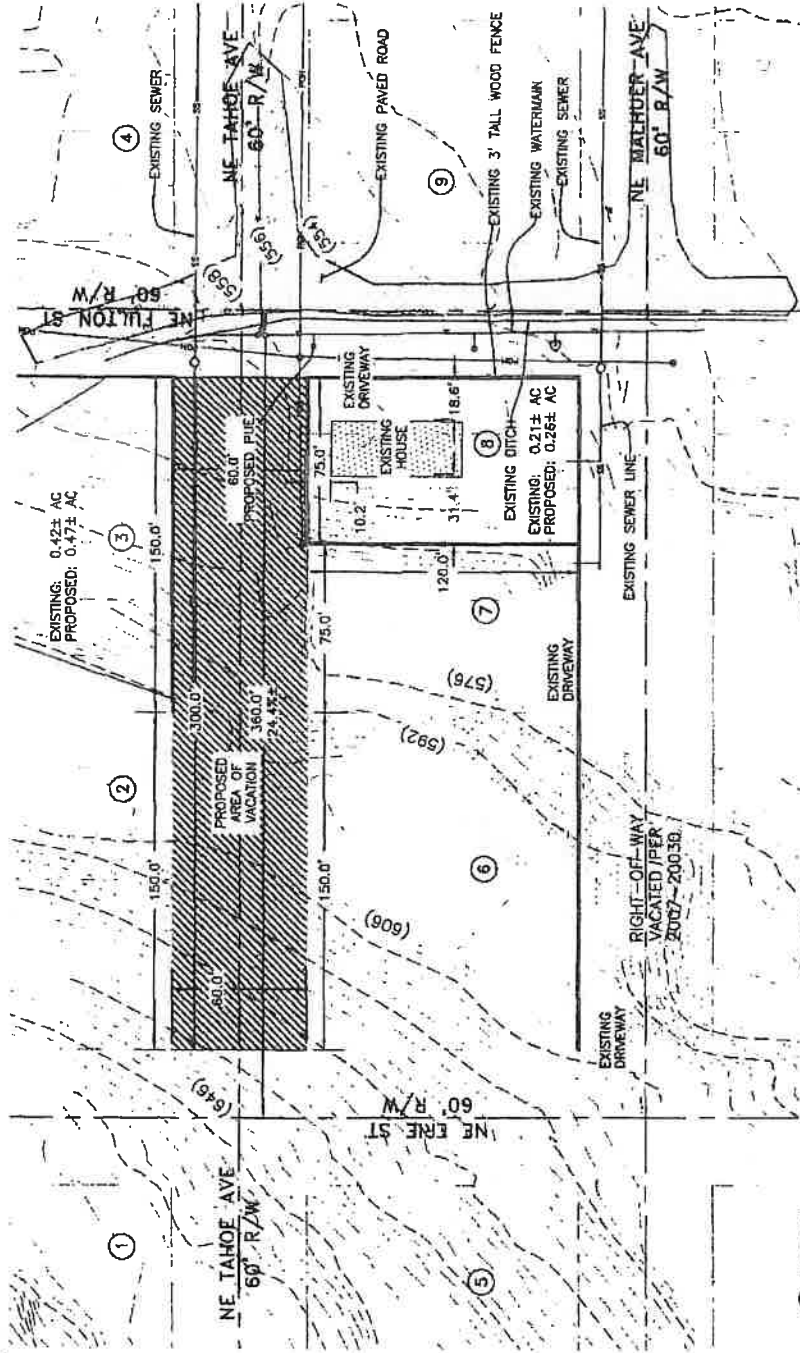 4
EXISTING SEWER
NE TAHOE AVE
60' R/W
EXISTING PAVED ROAD
9
EXISTING 3' TALL WOOD FENCE
EXISTING WATERMAIN
EXISTING SEWER
NE MALHUER AVE
60' R/W
(558)
(556)
(554)
NE FULTON ST
60' R/W
EXISTING: 0.42± AC
PROPOSED: 0.47± AC
3
150.0'
60.0'
PROPOSED PUE
EXISTING
DRIVEWAY
75.0'
EXISTING
HOUSE
18.6'
10.2'
31.4'
8
EXISTING DITCH
EXISTING: 0.21± AC
PROPOSED: 0.26± AC
120.0'
EXISTING SEWER LINE
300.0'
360.0'
24.4%±
75.0'
7
(576)
EXISTING
DRIVEWAY
2
PROPOSED
AREA OF
VACATION
(592)
150.0'
150.0'
6
(606)
RIGHT-OF-WAY
VACATED PER
2007-20030
60.0'
EXISTING
DRIVEWAY
(646)
NE ERIE ST
60' R/W
1
NE TAHOE AVE
60' R/W
5